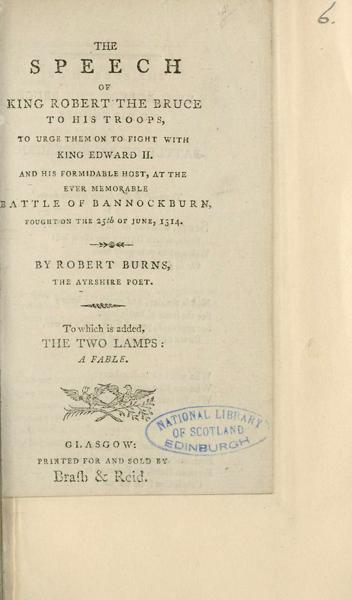 6.
THE
SPEECH
OF
KING ROBERT THE BRUCE
TO HIS TROOPS,
TO URGE THEM ON TO FIGHT WITH
KING EDWARD II.
AND HIS FORMIDABLE HOST, AT THE
EVER MEMORABLE
BATTLE OF BANNOCKBURN,
FOUGHT ON THE 25th OF JUNE, 1314.
BY ROBERT BURNS,
THE AYRSHIRE POET.
To which is added,
THE TWO LAMPS:
A FABLE.
NATIONAL LIBRARY
OF SCOTLAND
EDINBURGH
GLASGOW:
PRINTED FOR AND SOLD BY
Braſh & Reid.